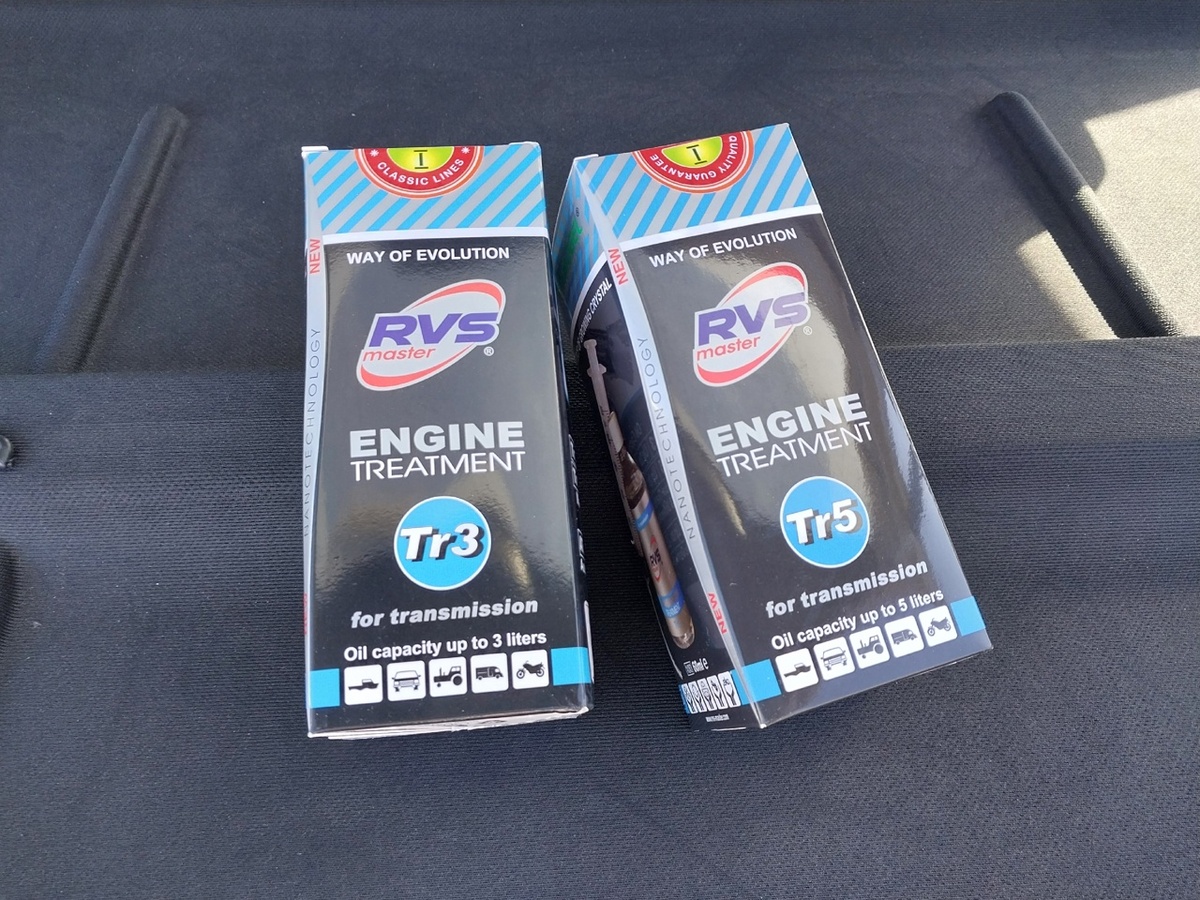 I
CLASSIC LINES
NEW
WAY OF EVOLUTION
RVS
master
®
NANOTECHNOLOGY
ENGINE
TREATMENT
Tr3
for transmission
Oil capacity up to 3 liters
I
QUALITY GUARANTEE
NEW
WAY OF EVOLUTION
RVS
master
®
CRYSTAL
NANOTECHNOLOGY
ENGINE
TREATMENT
Tr5
for transmission
Oil capacity up to 5 liters
RVS
NEW